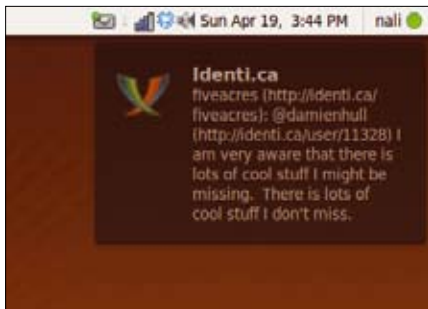 Sun Apr 19, 3:44 PM nali
Identi.ca
fiveacres (http://identi.ca/
fiveacres): @damienhull
(http://identi.ca/user/11328) I
am very aware that there is
lots of cool stuff I might be
missing. There is lots of
cool stuff I don't miss.